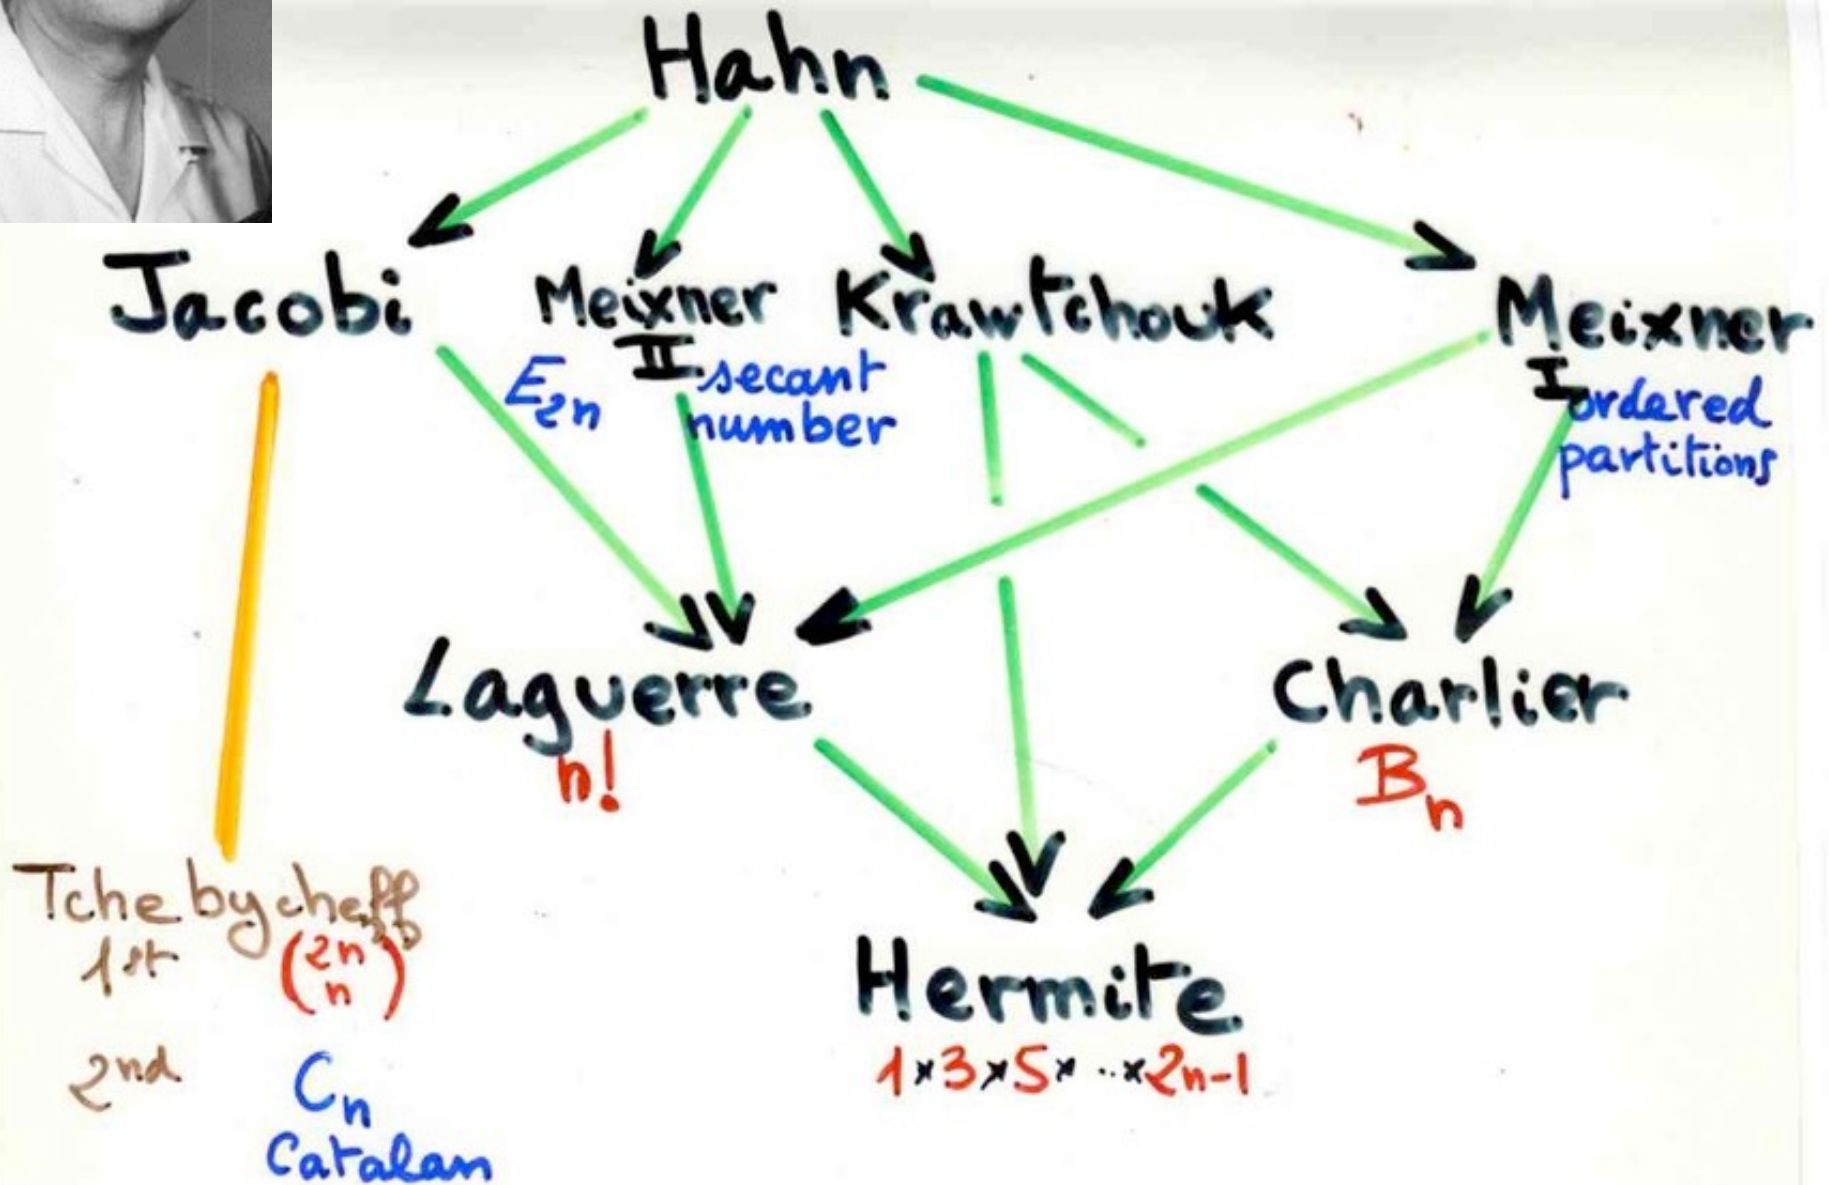 Hahn
Jacobi
Meixner
II
Krawtchouk
Meixner
I
E2n
secant
number
ordered
partitions
Laguerre
n!
Charlier
Bn
Tchebycheff
1st
(2n
n)
2nd
Cn
Catalan
Hermite
1×3×5×··×2n-1